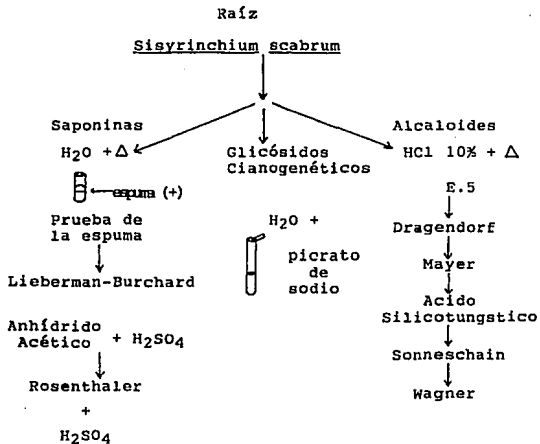 Raíz
Sisyrinchium scabrum
Saponinas
H₂O + Δ
espuma (+)
Prueba de
la espuma
Lieberman-Burchard
Anhídrido
Acético + H₂SO₄
Rosenthaler
+
H₂SO₄
Glicósidos
Cianogenéticos
H₂O +
picrato
de
sodio
Alcaloides
HCl 10% + Δ
E.5
Dragendorf
Mayer
Acido
Silicotungstico
Sonneschain
Wagner